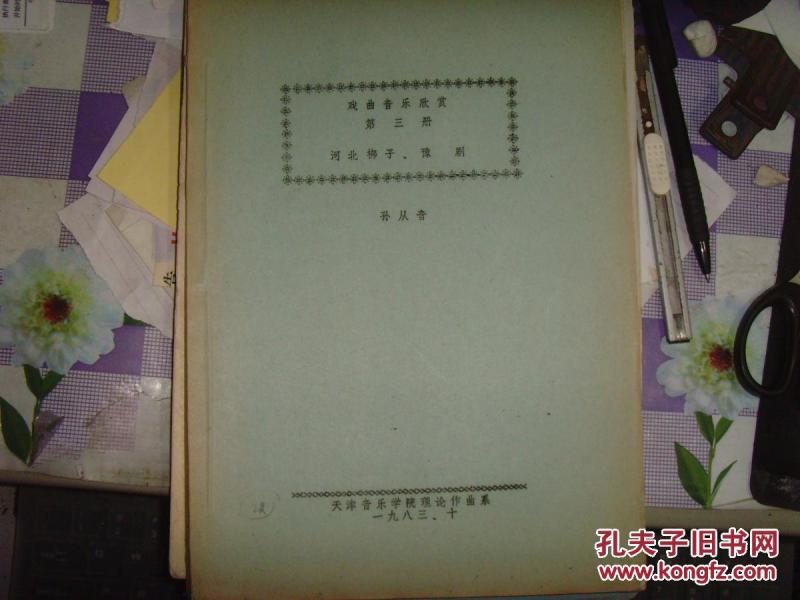 戏曲音乐欣赏
第三册
河北梆子、豫剧
孙从音
天津音乐学院理论作曲系
一九八三、十
孔夫子旧书网
www.kongfz.com